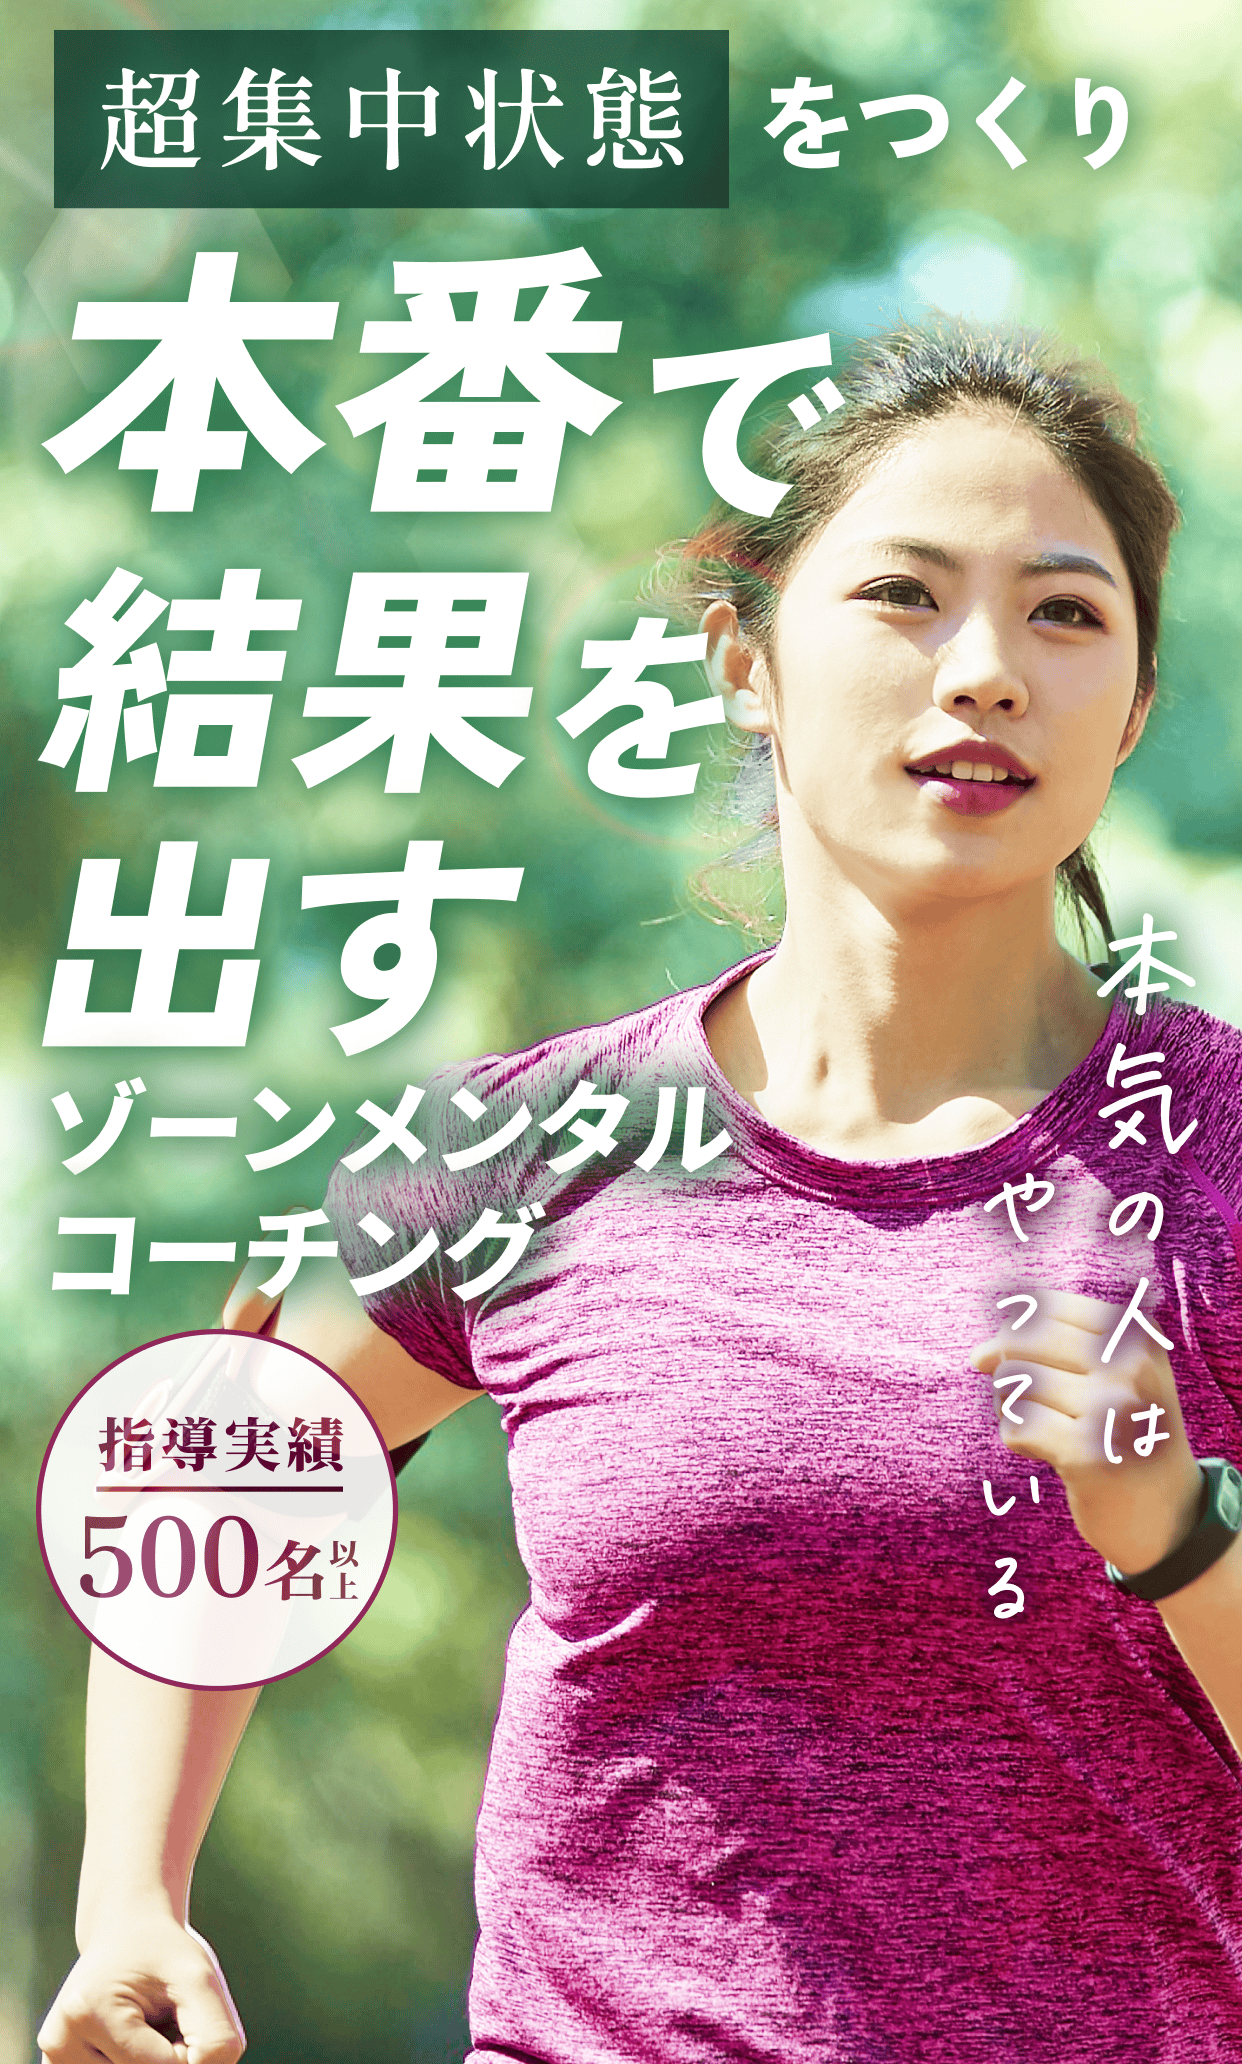 超集中状態をつくり
本番で
結果を
出す
ゾーンメンタル
コーチング
本気の人は
やっている
指導実績
500名以上